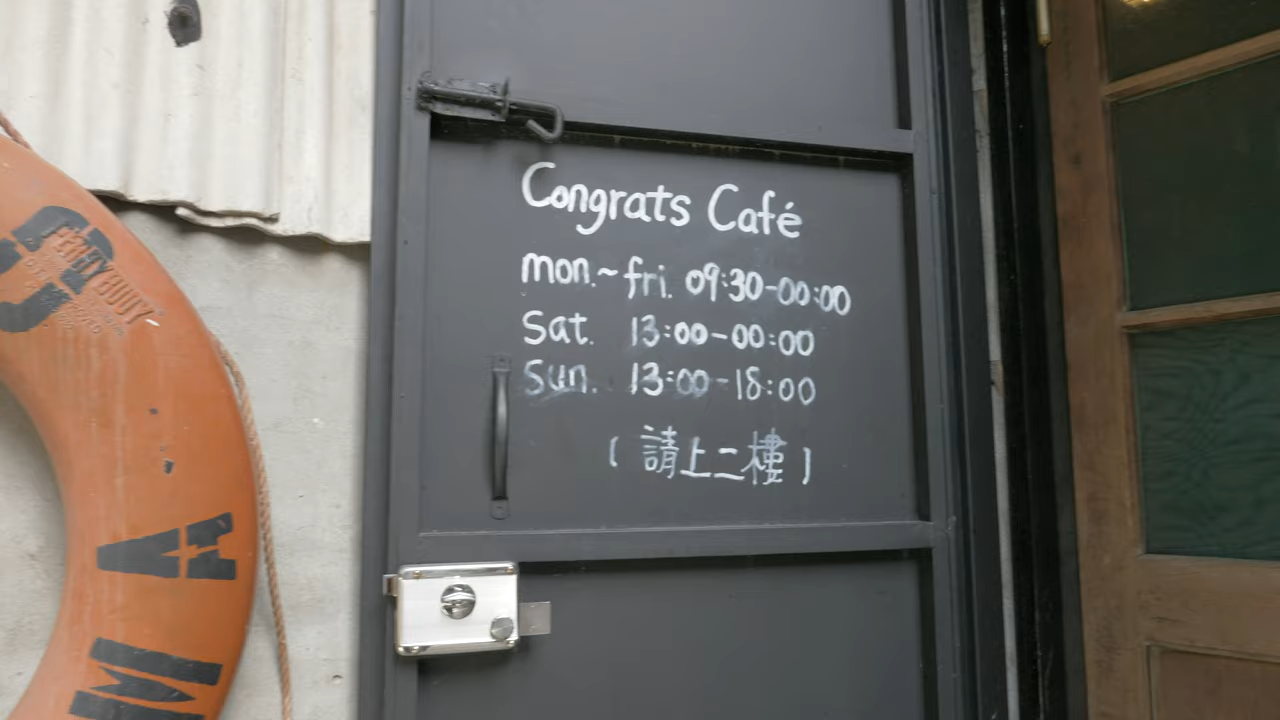 Congrats Café
mon.~fri. 09:30-00:00
Sat. 13:00-00:00
Sun. 13:00-18:00
[請上二樓]
A
M